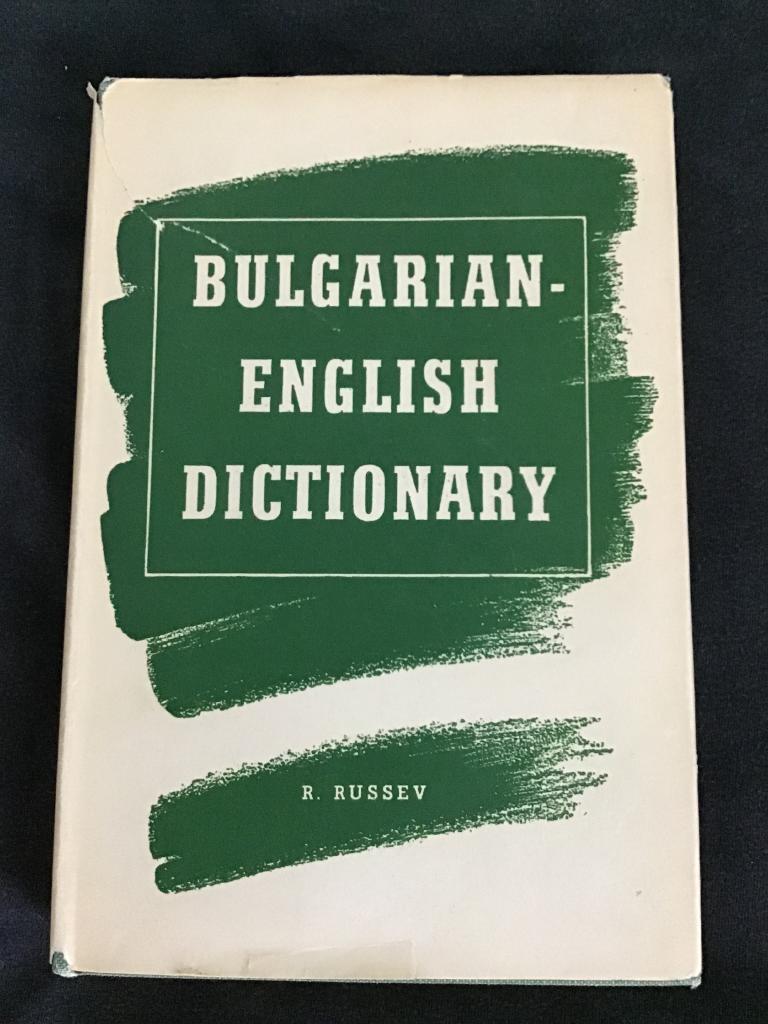 BULGARIAN-
ENGLISH
DICTIONARY
R. RUSSEV